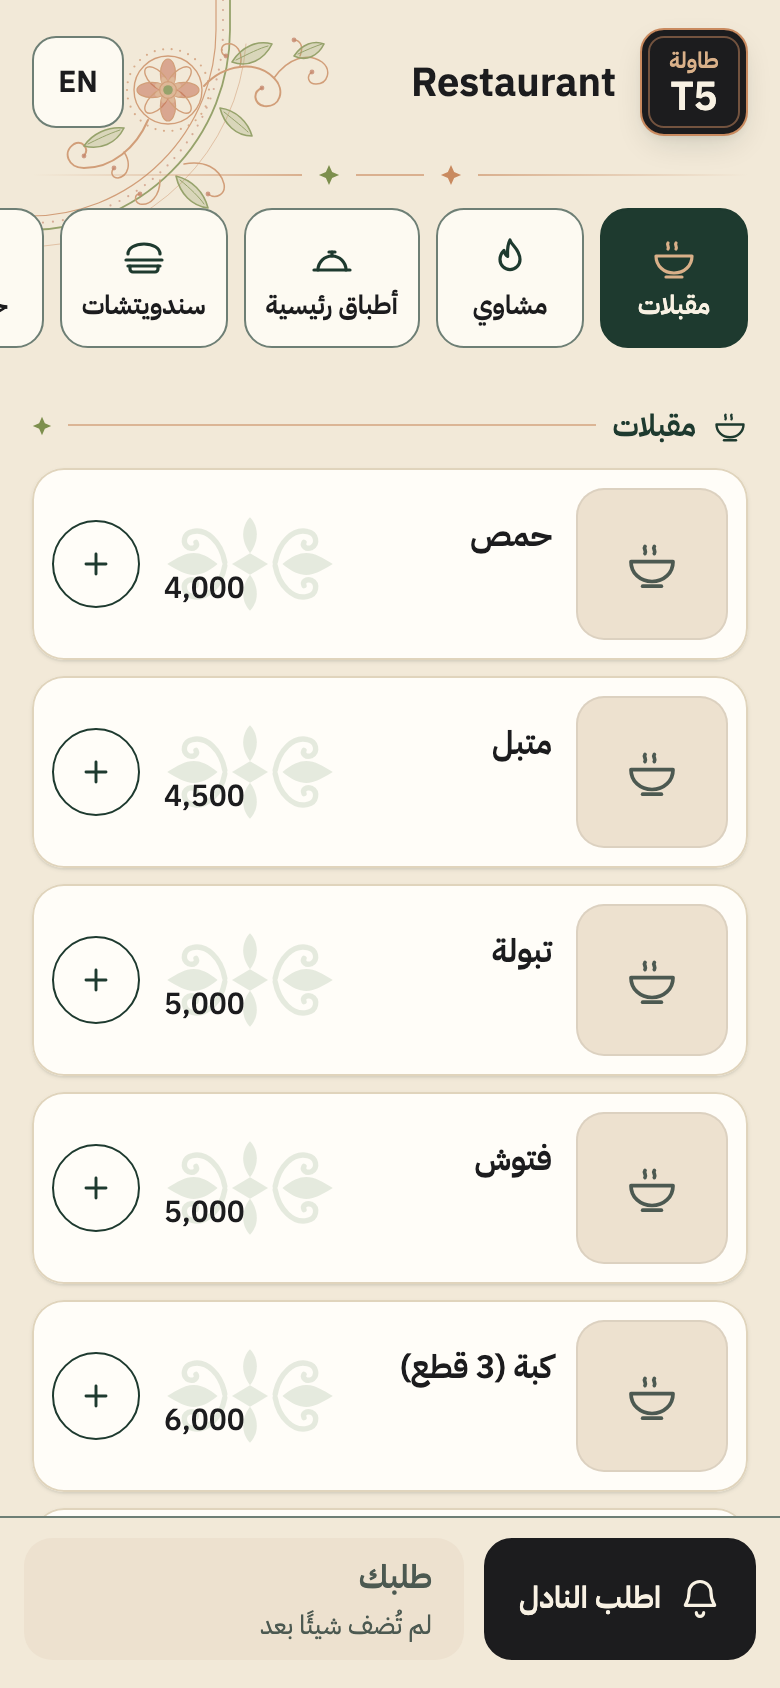 طاولة
T5
Restaurant
EN
مقبلات
مشاوي
أطباق رئيسية
سندويتشات
مقبلات
حمص
4,000
متبل
4,500
تبولة
5,000
فتوش
5,000
كبة (3 قطع)
6,000
اطلب النادل
طلبك
لم تُضف شيئًا بعد